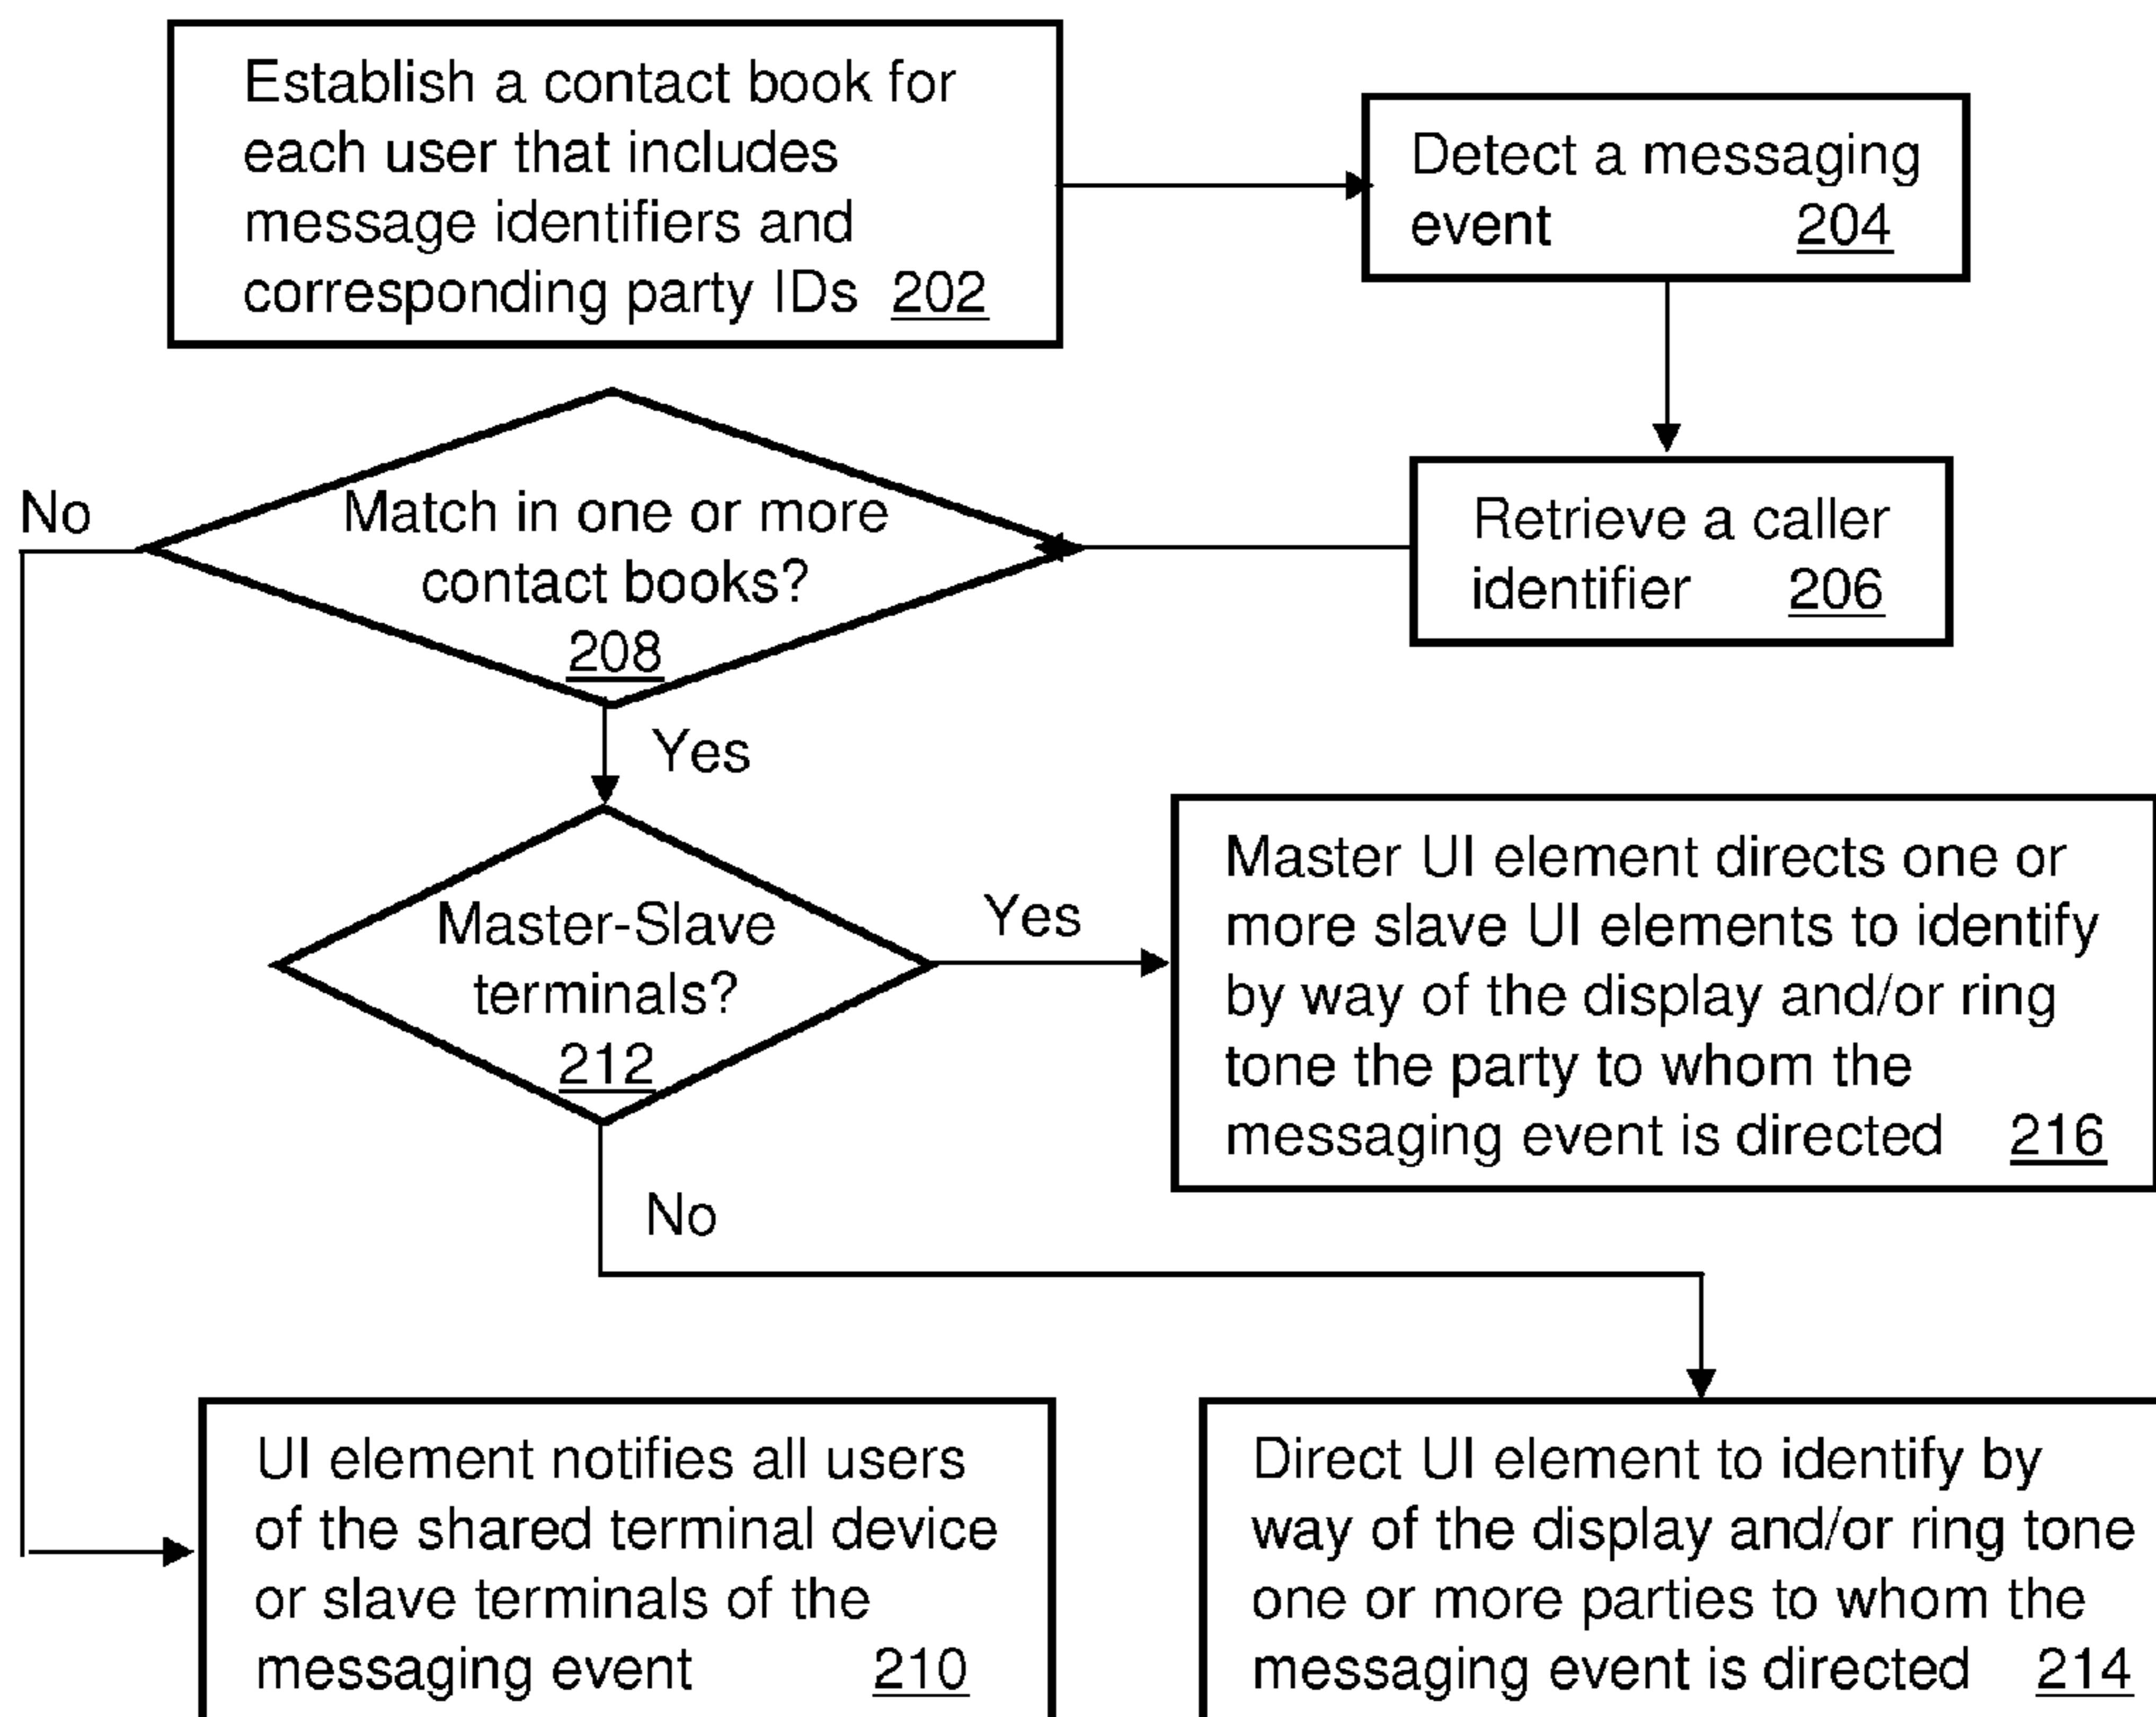 Establish a contact book for
each user that includes
message identifiers and
corresponding party IDs 202
Detect a messaging
event 204
Retrieve a caller
identifier 206
No
Match in one or more
contact books?
208
Yes
Master-Slave
terminals?
212
Yes
Master UI element directs one or
more slave UI elements to identify
by way of the display and/or ring
tone the party to whom the
messaging event is directed 216
No
UI element notifies all users
of the shared terminal device
or slave terminals of the
messaging event 210
Direct UI element to identify by
way of the display and/or ring tone
one or more parties to whom the
messaging event is directed 214